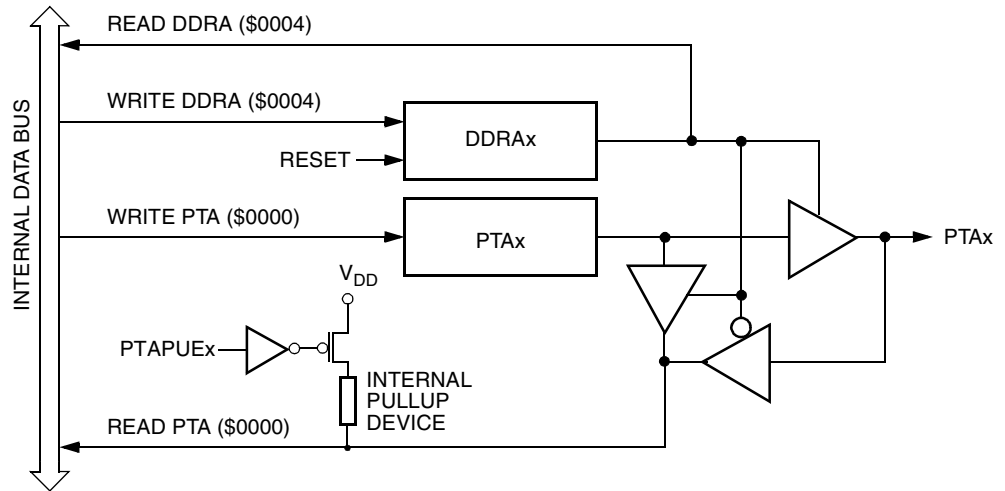 READ DDRA ($0004)
WRITE DDRA ($0004)
DDRAx
RESET
INTERNAL DATA BUS
WRITE PTA ($0000)
PTAx
PTAx
VDD
PTAPUEx
INTERNAL
PULLUP
DEVICE
READ PTA ($0000)